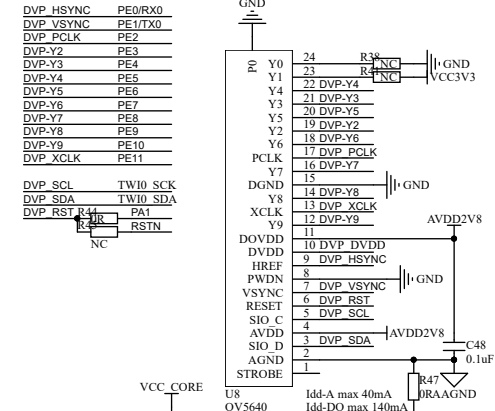 GND
DVP_HSYNC PE0/RX0
DVP_VSYNC PE1/TX0
DVP_PCLK PE2
DVP-Y2 PE3
DVP-Y3 PE4
DVP-Y4 PE5
DVP-Y5 PE6
DVP-Y6 PE7
DVP-Y7 PE8
DVP-Y8 PE9
DVP-Y9 PE10
DVP_XCLK PE11
DVP_SCL TWI0_SCK
DVP_SDA TWI0_SDA
DVP_RST R44 0R PA1
R45 NC RSTN
P0
Y0 24 R38 NC GND
Y1 23 R41 NC VCC3V3
Y4 22 DVP-Y4
Y3 21 DVP-Y3
Y5 20 DVP-Y5
Y2 19 DVP-Y2
Y6 18 DVP-Y6
PCLK 17 DVP_PCLK
Y7 16 DVP-Y7
DGND 15 GND
Y8 14 DVP-Y8
XCLK 13 DVP_XCLK
Y9 12 DVP-Y9
AVDD2V8
DOVDD 11
DVDD 10 DVP_DVDD
HREF 9 DVP_HSYNC
PWDN 8 GND
VSYNC 7 DVP_VSYNC
RESET 6 DVP_RST
SIO_C 5 DVP_SCL
AVDD 4 AVDD2V8
SIO_D 3 DVP_SDA
AGND 2
STROBE 1
C48
0.1uF
R47
0RA AGND
VCC_CORE
U8
OV5640
Idd-A max 40mA
Idd-DO max 140mA